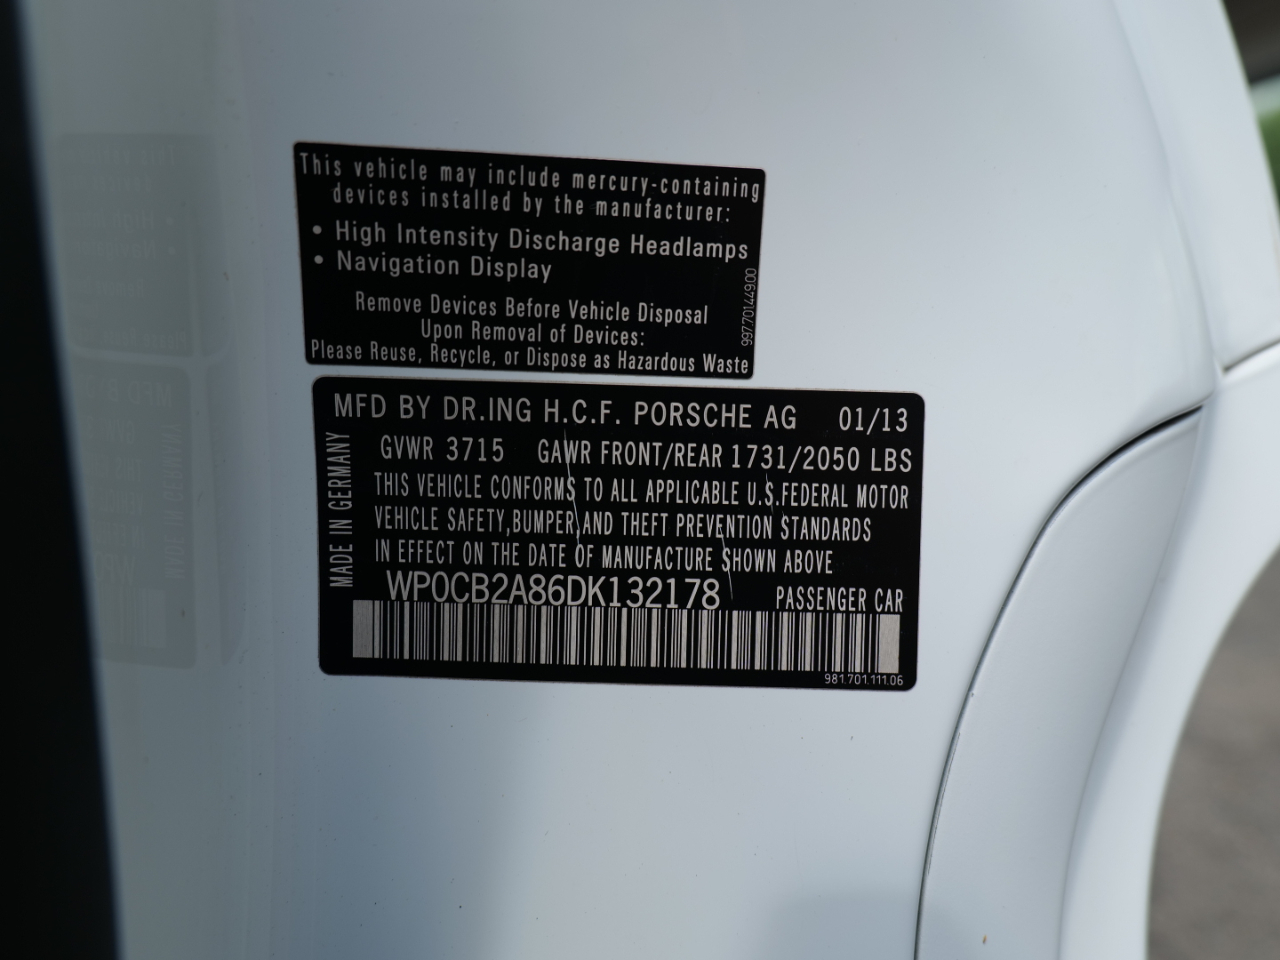 This vehicle may include mercury-containing
devices installed by the manufacturer:
• High Intensity Discharge Headlamps
• Navigation Display
Remove Devices Before Vehicle Disposal
Upon Removal of Devices:
Please Reuse, Recycle, or Dispose as Hazardous Waste
997.701.449.00
MFD BY DR.ING H.C.F. PORSCHE AG 01/13
MADE IN GERMANY
GVWR 3715 GAWR FRONT/REAR 1731/2050 LBS
THIS VEHICLE CONFORMS TO ALL APPLICABLE U.S.FEDERAL MOTOR
VEHICLE SAFETY,BUMPER,AND THEFT PREVENTION STANDARDS
IN EFFECT ON THE DATE OF MANUFACTURE SHOWN ABOVE
WP0CB2A86DK132178 PASSENGER CAR
981.701.111.06